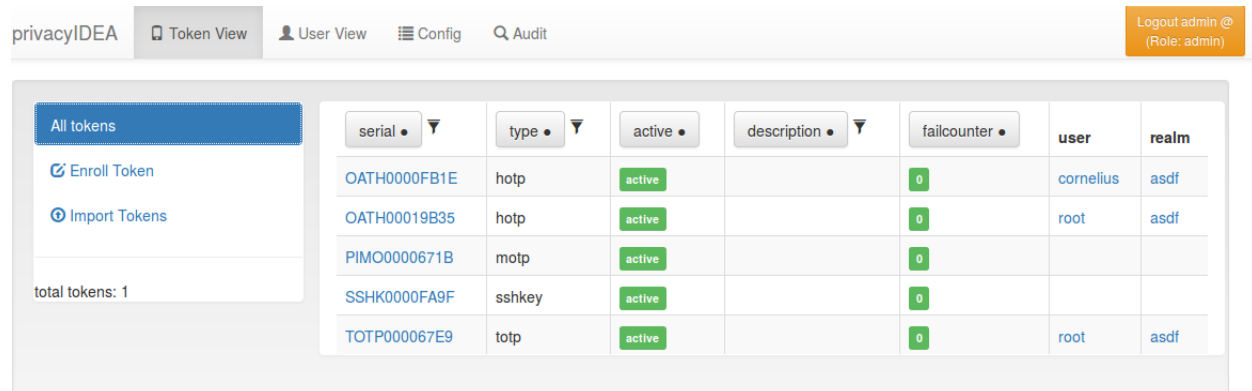 privacyIDEA Token View User View Config Audit Logout admin @
(Role: admin)
All tokens
Enroll Token
Import Tokens
total tokens: 1
serial ● type ● active ● description ● failcounter ● user realm
OATH0000FB1E hotp active 0 cornelius asdf
OATH00019B35 hotp active 0 root asdf
PIMO0000671B motp active 0
SSHK0000FA9F sshkey active 0
TOTP000067E9 totp active 0 root asdf